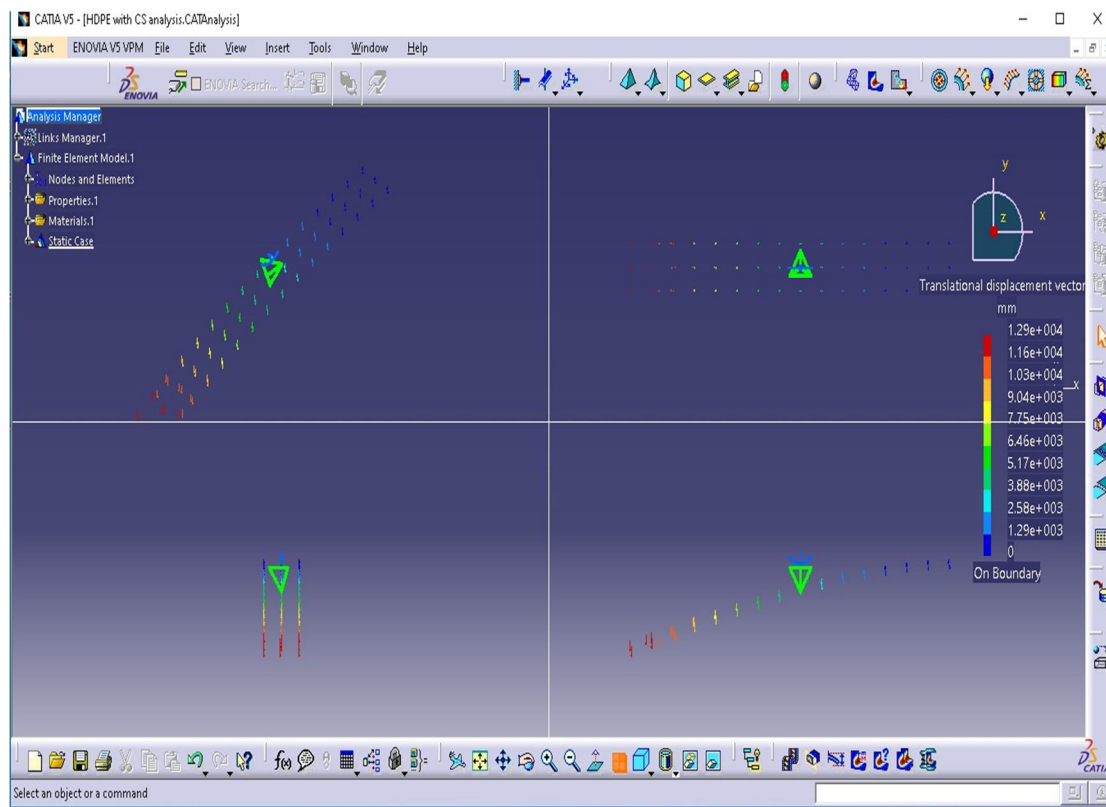 CATIA V5 - [HDPE with CS analysis.CATAnalysis]
Start ENOVIA V5 VPM File Edit View Insert Tools Window Help
DS ENOVIA
ENOVIA Search...
Analysis Manager
Links Manager.1
Finite Element Model.1
Nodes and Elements
Properties.1
Materials.1
Static Case
y
x
z
Translational displacement vector
mm
1.29e+004
1.16e+004
1.03e+004
x
9.04e+003
7.75e+003
6.46e+003
5.17e+003
3.88e+003
2.58e+003
1.29e+003
0
On Boundary
f(x)
DS CATIA
Select an object or a command